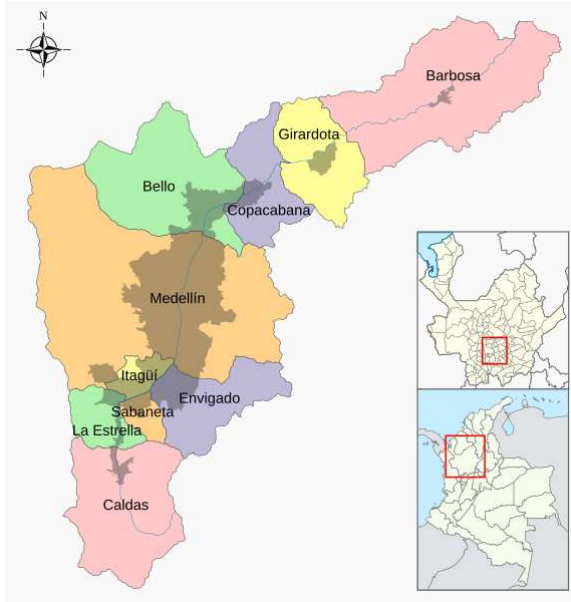 N
Barbosa
Girardota
Bello
Copacabana
Medellín
Itagüí
Envigado
Sabaneta
La Estrella
Caldas